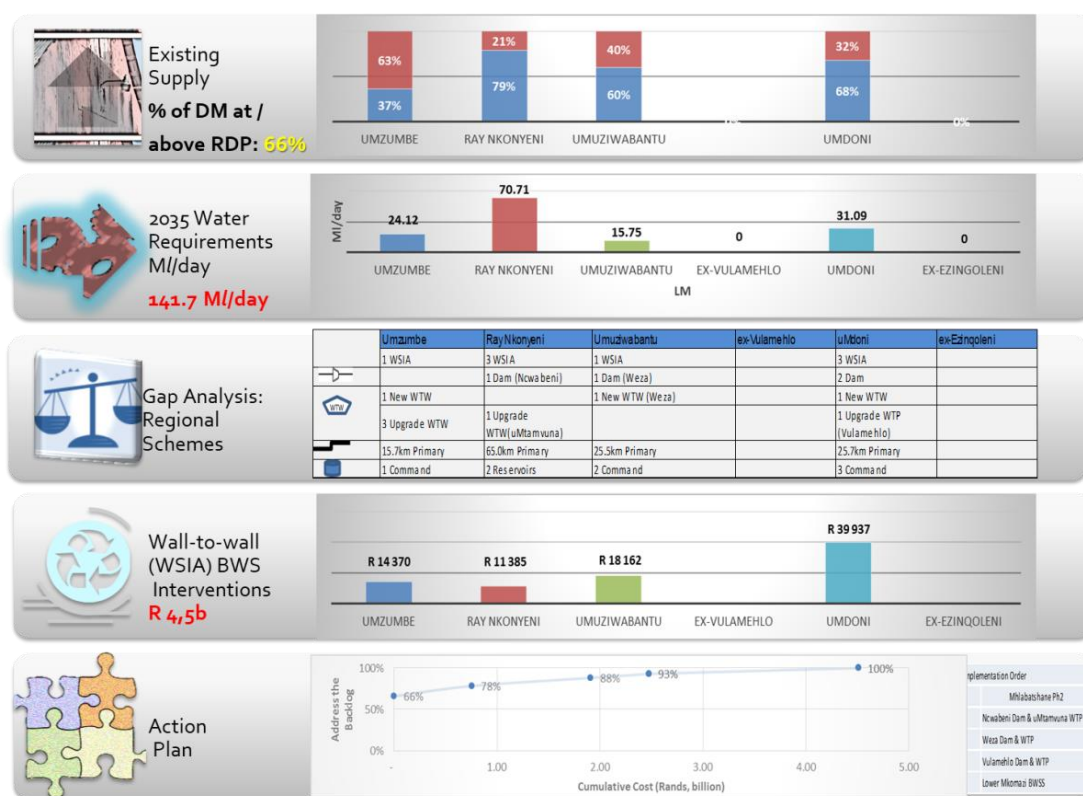 Existing
Supply
% of DM at /
above RDP: 66%
63% 21% 40% 32%
37% 79% 60% 0% 68% 0%
UMZUMBE RAY NKONYENI UMUZIWABANTU UMDONI
2035 Water
Requirements
Ml/day
141.7 Ml/day
Ml/day
24.12 70.71 15.75 0 31.09 0
UMZUMBE RAY NKONYENI UMUZIWABANTU EX-VULAMEHLO UMDONI EX-EZINGOLENI
LM
Gap Analysis:
Regional
Schemes
Umzumbe Ray Nkonyeni Umuziwabantu ex-Vulamehlo uMdoni ex-Ezinqoleni
1 WSIA 3 WSIA 1 WSIA 3 WSIA
1 Dam (Ncwabeni) 1 Dam (Weza) 2 Dam
WTW
1 New WTW 1 New WTW (Weza) 1 New WTW
3 Upgrade WTW 1 Upgrade WTW(uMtamvuna) 1 Upgrade WTP (Vulamehlo)
15.7km Primary 65.0km Primary 25.5km Primary 25.7km Primary
1 Command 2 Reservoirs 2 Command 3 Command
Wall-to-wall
(WSIA) BWS
Interventions
R 4,5b
R 14 370 R 11 385 R 18 162 R 39 937
UMZUMBE RAY NKONYENI UMUZIWABANTU EX-VULAMEHLO UMDONI EX-EZINQOLENI
Action
Plan
Address the
Backlog
100%
50%
0%
66% 78% 88% 93% 100%
- 1.00 2.00 3.00 4.00 5.00
Cumulative Cost (Rands, billion)
mplementation Order
Mhlabatshane Ph2
Ncwabeni Dam & uMtamvuna WTP
Weza Dam & WTP
Vulamehlo Dam & WTP
Lower Mkomazi BWSS